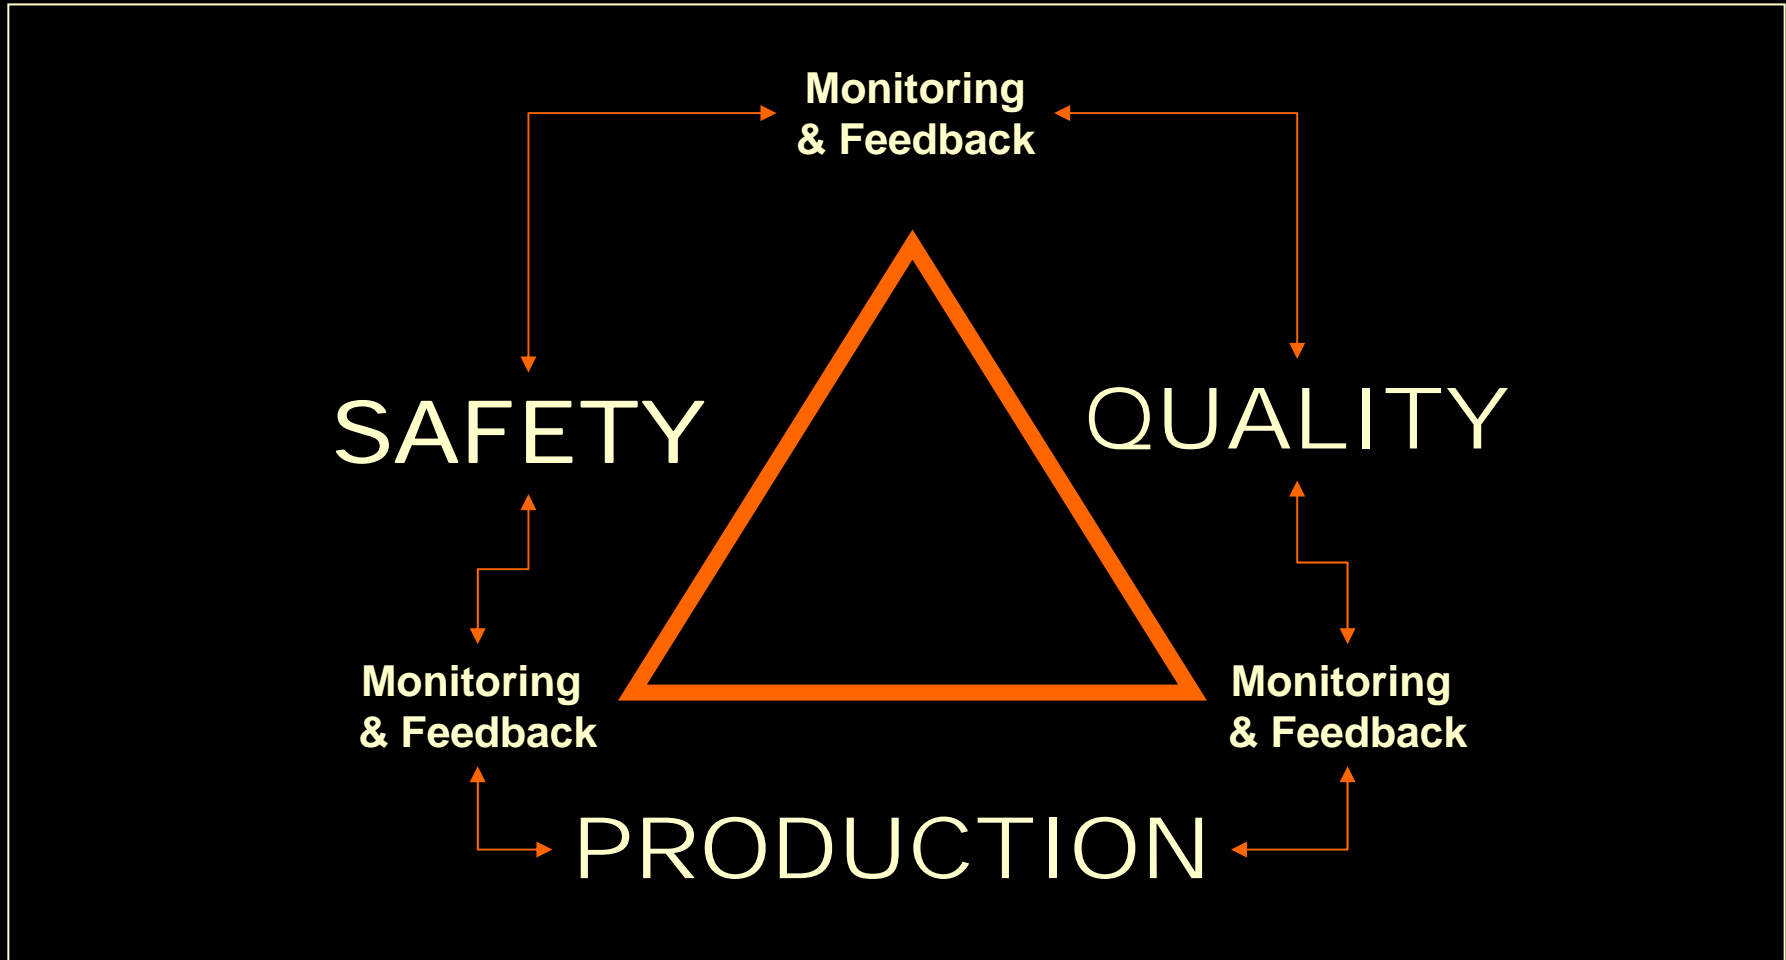 Monitoring
& Feedback
SAFETY
QUALITY
Monitoring
& Feedback
Monitoring
& Feedback
PRODUCTION